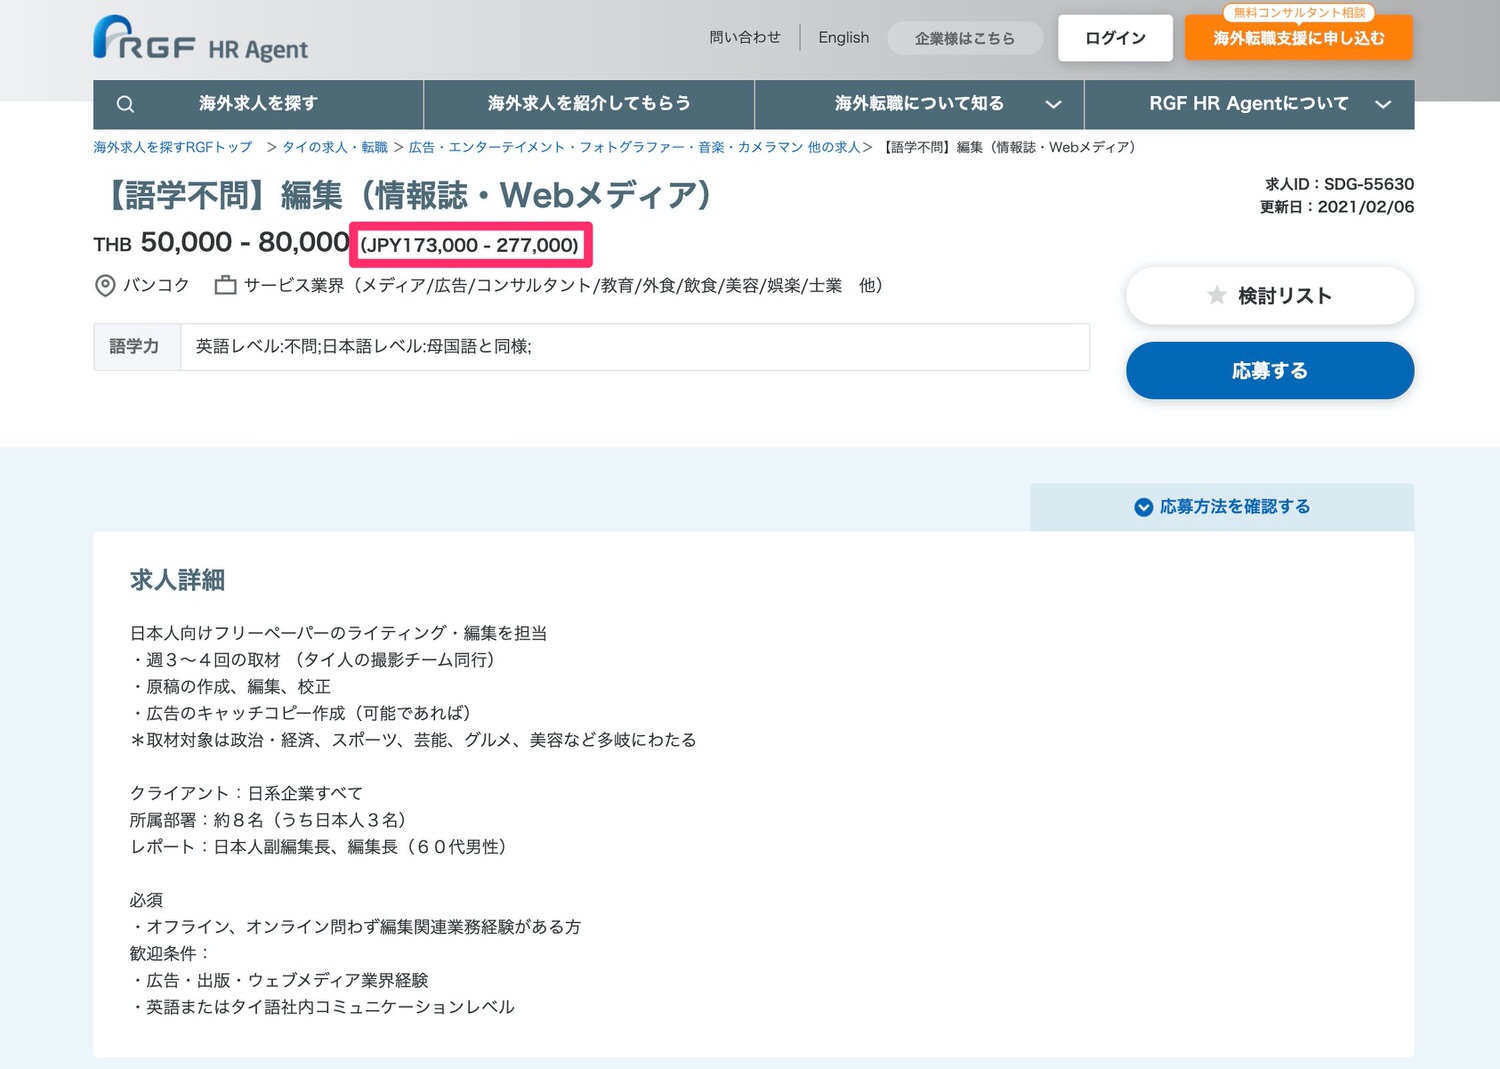 RGF HR Agent
問い合わせ
English
企業様はこちら
ログイン
無料コンサルタント相談
海外転職支援に申し込む
海外求人を探す
海外求人を紹介してもらう
海外転職について知る
RGF HR Agentについて
海外求人を探すRGFトップ > タイの求人・転職 > 広告・エンターテイメント・フォトグラファー・音楽・カメラマン 他の求人> 【語学不問】編集（情報誌・Webメディア）
【語学不問】編集（情報誌・Webメディア）
求人ID：SDG-55630
更新日：2021/02/06
THB 50,000 - 80,000 (JPY173,000 - 277,000)
バンコク
サービス業界（メディア/広告/コンサルタント/教育/外食/飲食/美容/娯楽/士業　他）
検討リスト
語学力
英語レベル:不問;日本語レベル:母国語と同様;
応募する
応募方法を確認する
求人詳細
日本人向けフリーペーパーのライティング・編集を担当
・週３〜４回の取材 （タイ人の撮影チーム同行）
・原稿の作成、編集、校正
・広告のキャッチコピー作成（可能であれば）
＊取材対象は政治・経済、スポーツ、芸能、グルメ、美容など多岐にわたる
クライアント：日系企業すべて
所属部署：約８名（うち日本人３名）
レポート：日本人副編集長、編集長（６０代男性）
必須
・オフライン、オンライン問わず編集関連業務経験がある方
歓迎条件：
・広告・出版・ウェブメディア業界経験
・英語またはタイ語社内コミュニケーションレベル